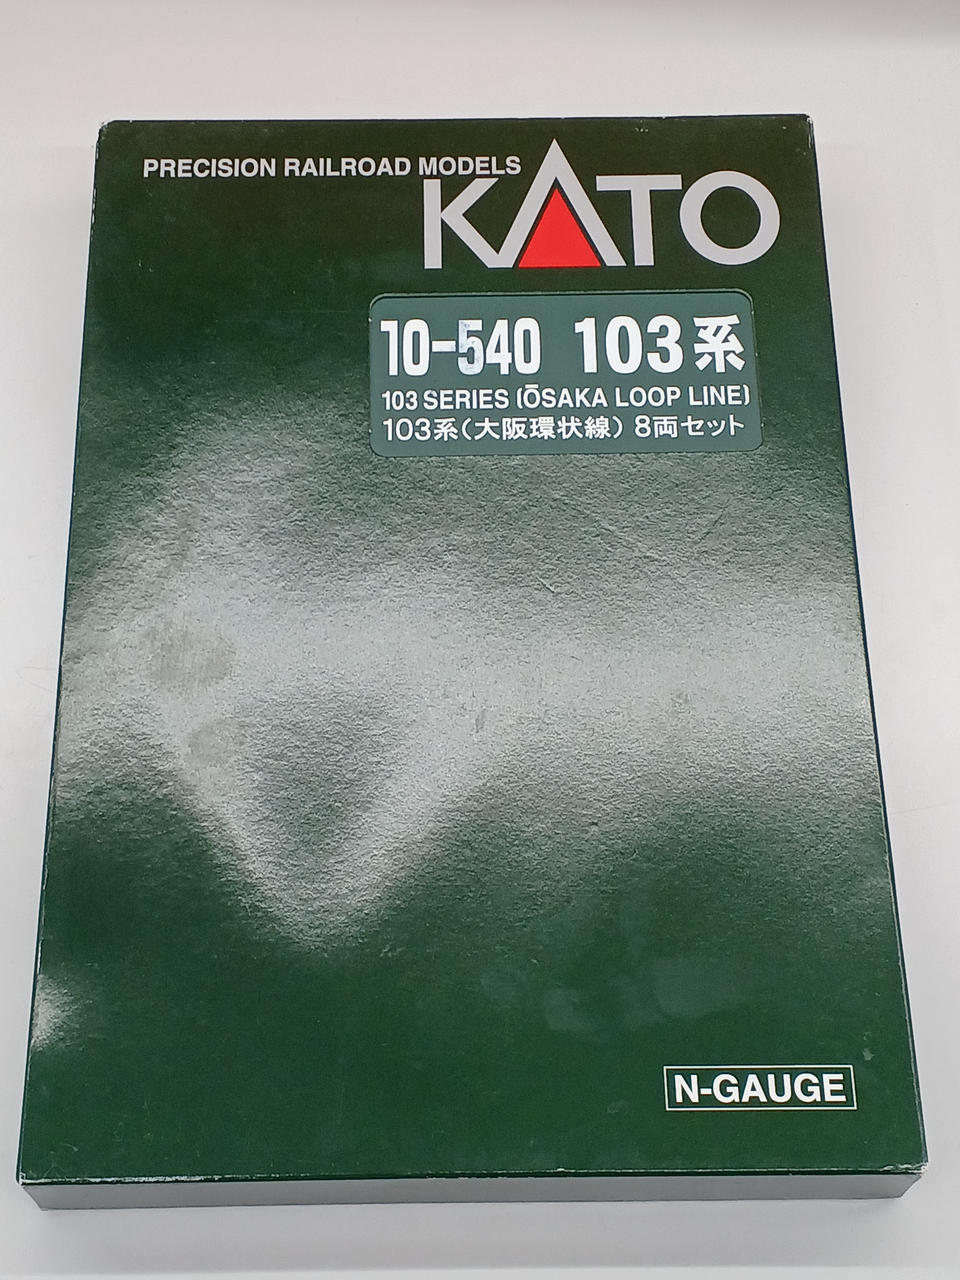 PRECISION RAILROAD MODELS
KATO
10-540 103系
103 SERIES (ŌSAKA LOOP LINE)
103系(大阪環状線) 8両セット
N-GAUGE